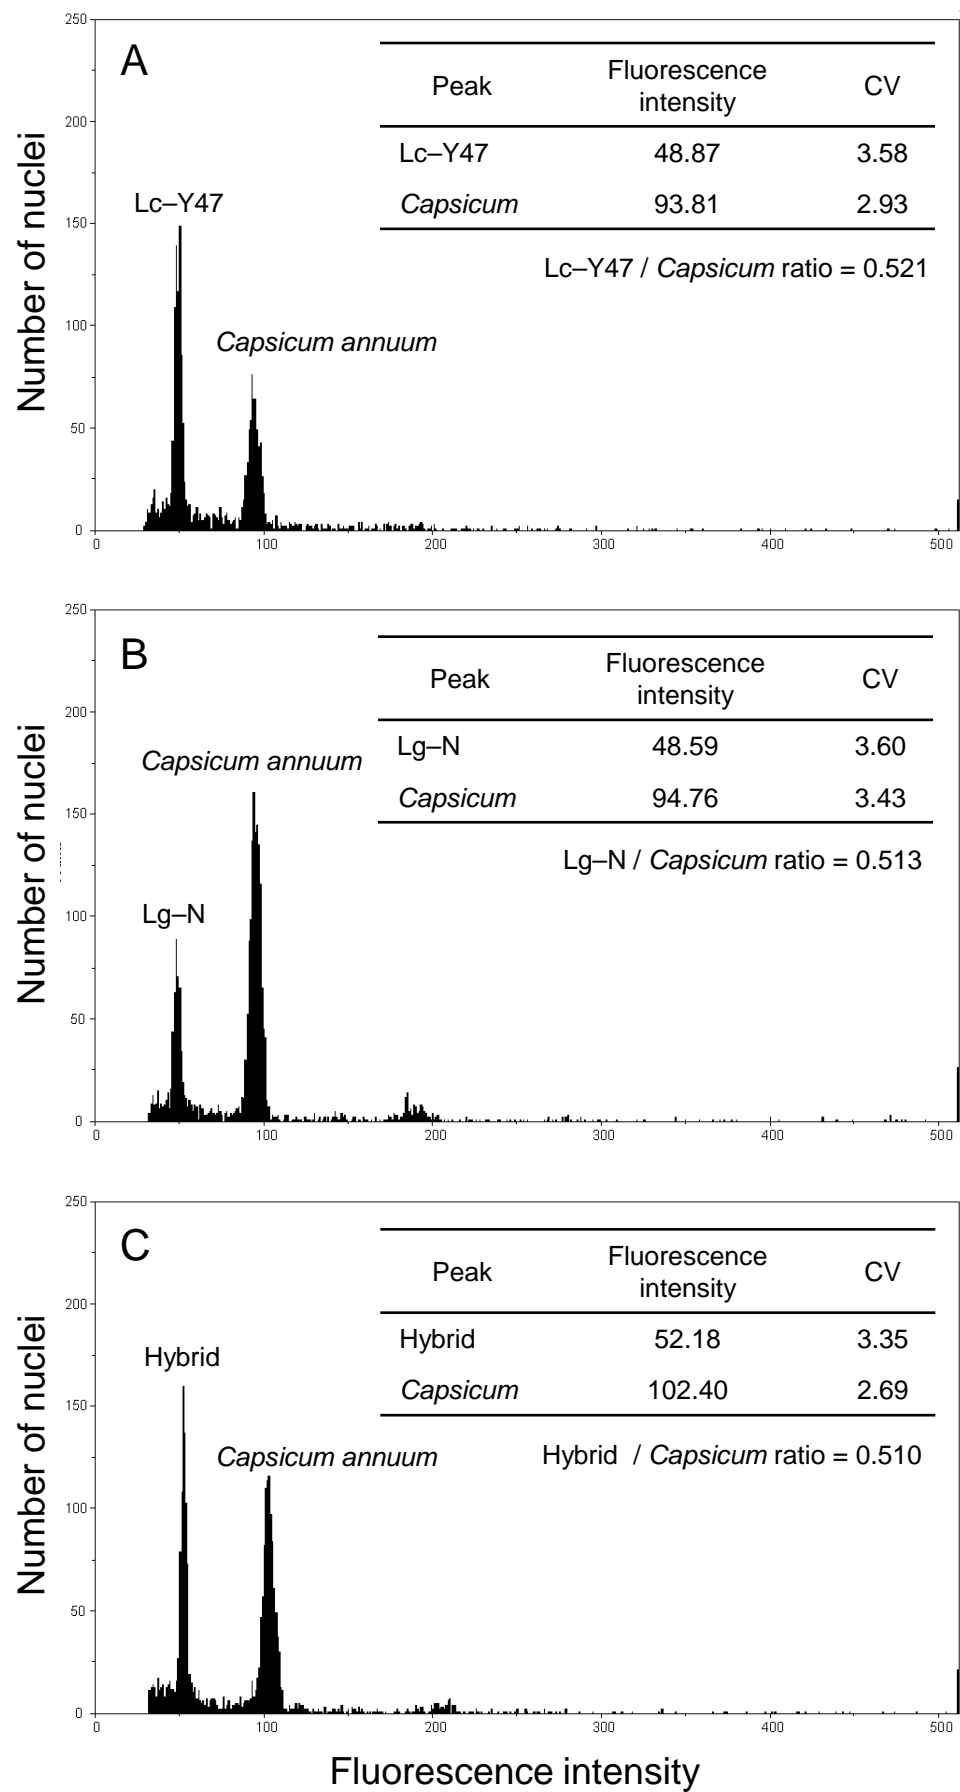 250
A
Peak
Fluorescence
intensity
CV
Lc–Y47 48.87 3.58
Capsicum 93.81 2.93
Lc–Y47 / Capsicum ratio = 0.521
200
Lc–Y47
150
Capsicum annuum
100
50
0
0 100 200 300 400 500
Number of nuclei
250
B
Peak
Fluorescence
intensity
CV
Lg–N 48.59 3.60
Capsicum 94.76 3.43
Lg–N / Capsicum ratio = 0.513
200
Capsicum annuum
150
Lg–N
100
50
0
0 100 200 300 400 500
Number of nuclei
250
C
Peak
Fluorescence
intensity
CV
Hybrid 52.18 3.35
Capsicum 102.40 2.69
Hybrid / Capsicum ratio = 0.510
200
Hybrid
150
Capsicum annuum
100
50
0
0 100 200 300 400 500
Number of nuclei
Fluorescence intensity